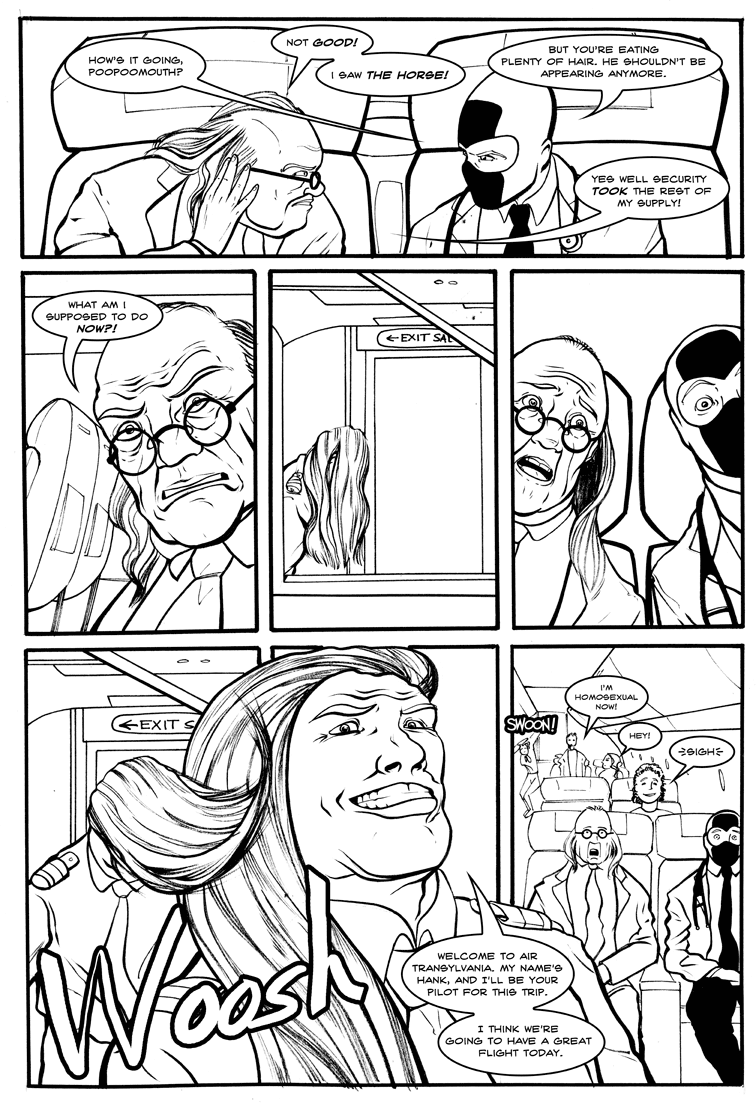 HOW'S IT GOING,
POOPOOMOUTH?
NOT GOOD!
I SAW THE HORSE!
BUT YOU'RE EATING
PLENTY OF HAIR. HE SHOULDN'T BE
APPEARING ANYMORE.
YES WELL SECURITY
TOOK THE REST OF
MY SUPPLY!
WHAT AM I
SUPPOSED TO DO
NOW?!
←EXIT SAL
←EXIT S
WOOSH
WELCOME TO AIR
TRANSYLVANIA. MY NAME'S
HANK, AND I'LL BE YOUR
PILOT FOR THIS TRIP.
I THINK WE'RE
GOING TO HAVE A GREAT
FLIGHT TODAY.
SWOON!
I'M
HOMOSEXUAL
NOW!
HEY!
SIGH